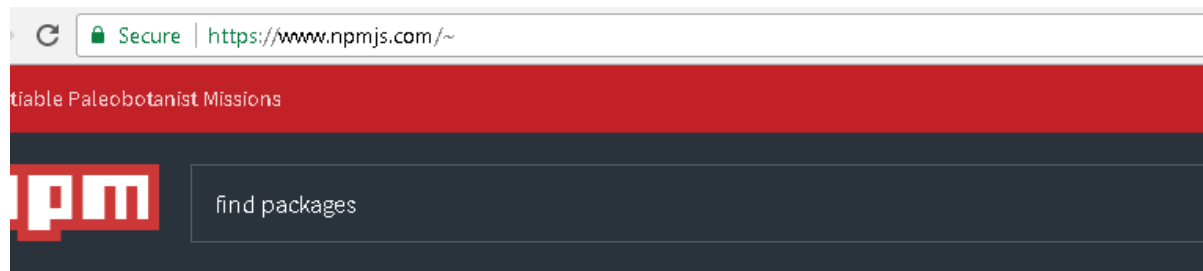 Secure https://www.npmjs.com/~
tiable Paleobotanist Missions
npm
find packages